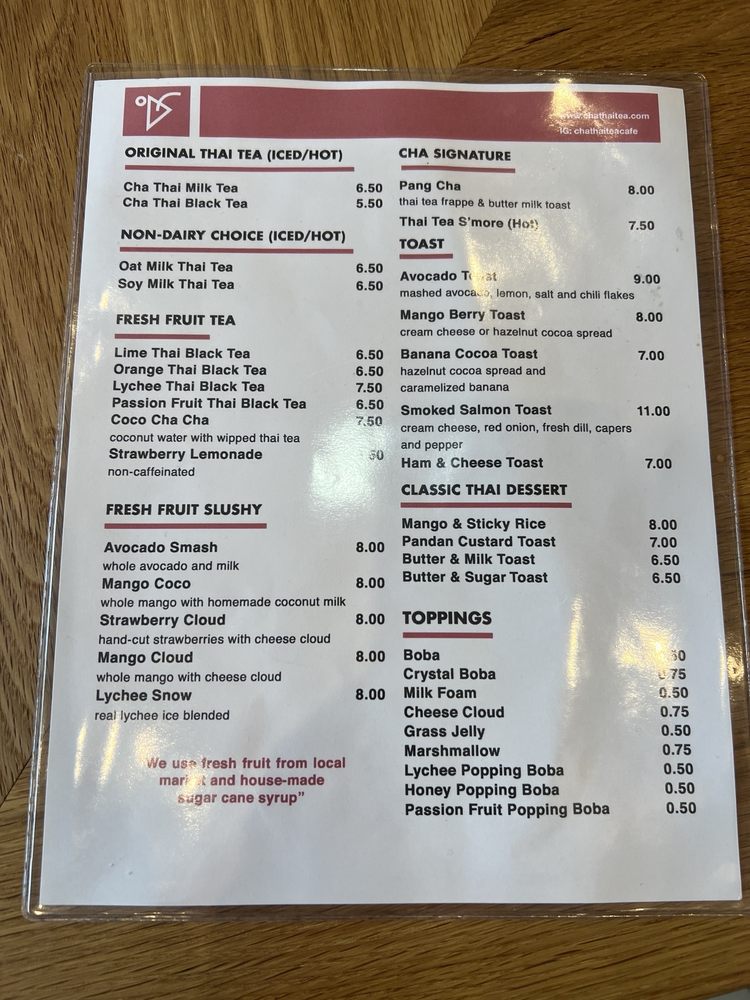 www.chathaitea.com
IG: chathaiteacafe
ORIGINAL THAI TEA (ICED/HOT)
Cha Thai Milk Tea 6.50
Cha Thai Black Tea 5.50
NON-DAIRY CHOICE (ICED/HOT)
Oat Milk Thai Tea 6.50
Soy Milk Thai Tea 6.50
FRESH FRUIT TEA
Lime Thai Black Tea 6.50
Orange Thai Black Tea 6.50
Lychee Thai Black Tea 7.50
Passion Fruit Thai Black Tea 6.50
Coco Cha Cha 7.50
coconut water with wipped thai tea
Strawberry Lemonade
non-caffeinated
FRESH FRUIT SLUSHY
Avocado Smash 8.00
whole avocado and milk
Mango Coco 8.00
whole mango with homemade coconut milk
Strawberry Cloud 8.00
hand-cut strawberries with cheese cloud
Mango Cloud 8.00
whole mango with cheese cloud
Lychee Snow 8.00
real lychee ice blended
We use fresh fruit from local
market and house-made
sugar cane syrup”
CHA SIGNATURE
Pang Cha 8.00
thai tea frappe & butter milk toast
Thai Tea S'more (Hot) 7.50
TOAST
Avocado Toast 9.00
mashed avocado, lemon, salt and chili flakes
Mango Berry Toast 8.00
cream cheese or hazelnut cocoa spread
Banana Cocoa Toast 7.00
hazelnut cocoa spread and
caramelized banana
Smoked Salmon Toast 11.00
cream cheese, red onion, fresh dill, capers
and pepper
Ham & Cheese Toast 7.00
CLASSIC THAI DESSERT
Mango & Sticky Rice 8.00
Pandan Custard Toast 7.00
Butter & Milk Toast 6.50
Butter & Sugar Toast 6.50
TOPPINGS
Boba
Crystal Boba 0.75
Milk Foam 0.50
Cheese Cloud 0.75
Grass Jelly 0.50
Marshmallow 0.75
Lychee Popping Boba 0.50
Honey Popping Boba 0.50
Passion Fruit Popping Boba 0.50